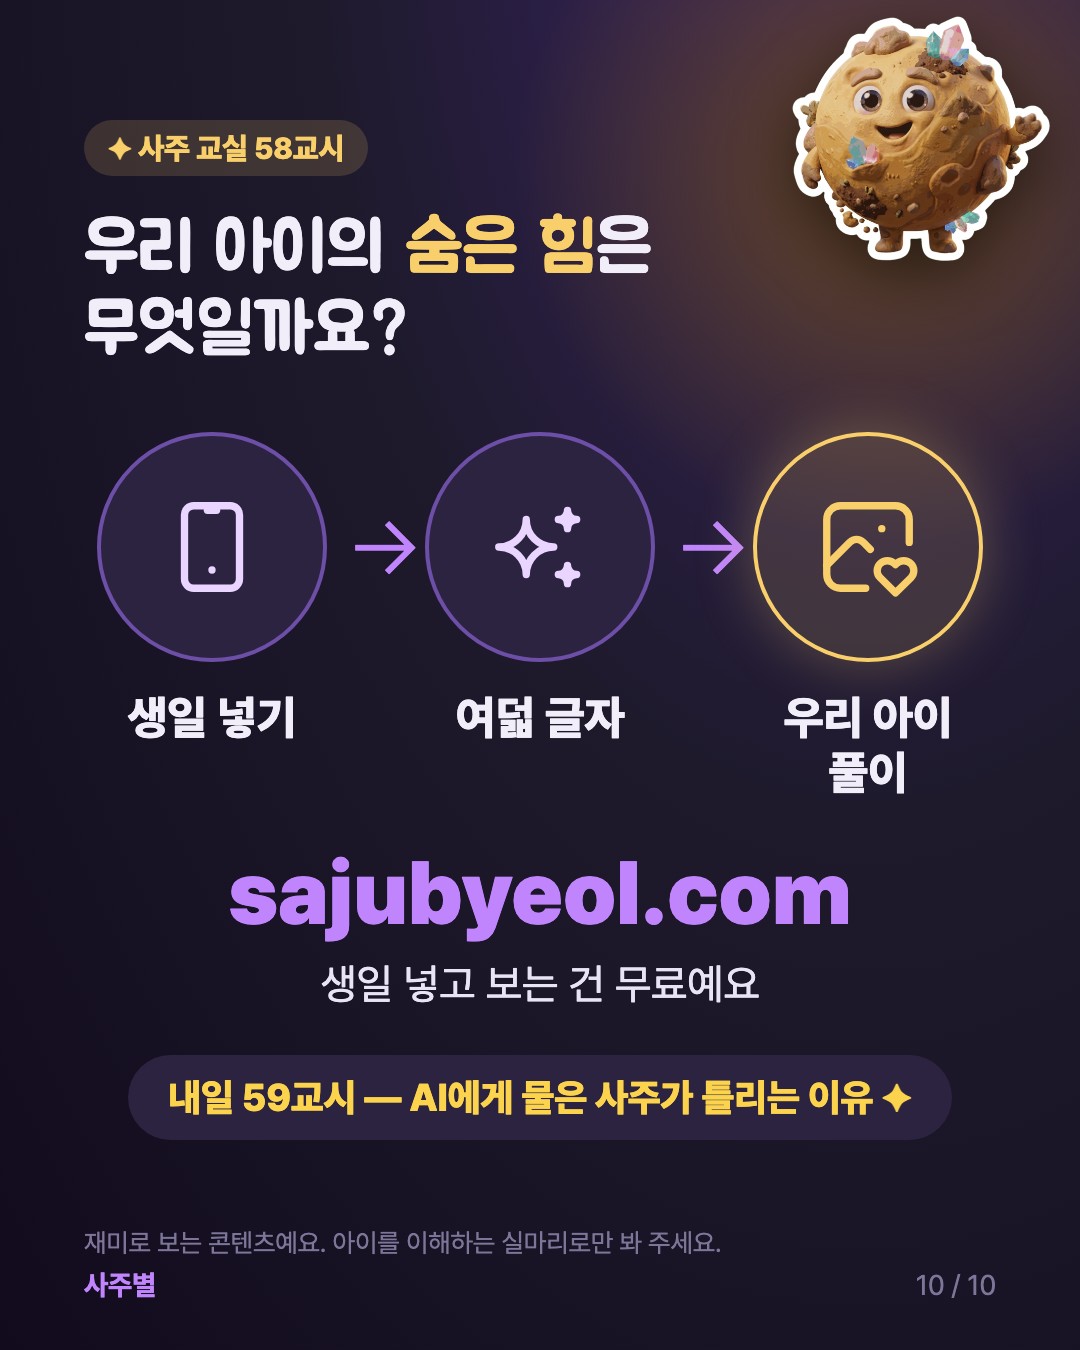 ✦ 사주 교실 58교시
우리 아이의 숨은 힘은
무엇일까요?
생일 넣기
여덟 글자
우리 아이
풀이
sajubyeol.com
생일 넣고 보는 건 무료예요
내일 59교시 — AI에게 물은 사주가 틀리는 이유 ✦
재미로 보는 콘텐츠예요. 아이를 이해하는 실마리로만 봐 주세요.
사주별
10 / 10